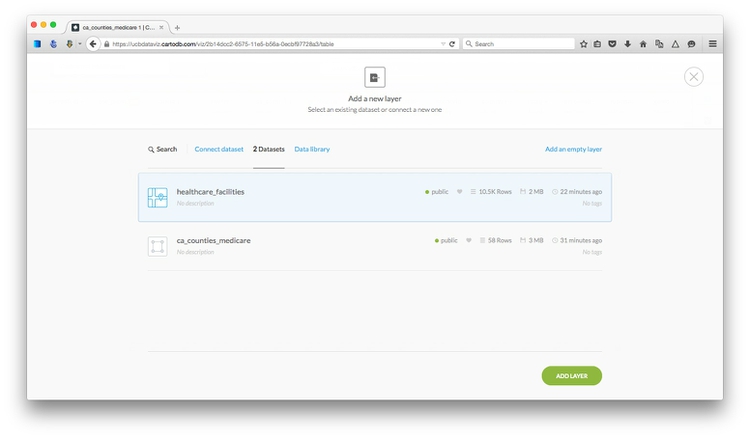 ca_counties_medicare 1 | C...
https://ucbdataviz.cartodb.com/viz/2b14dcc2-6575-11e5-b56a-0ecbf97728a3/table
Search
Add a new layer
Select an existing dataset or connect a new one
Search
Connect dataset
2 Datasets
Data library
Add an empty layer
healthcare_facilities
public
10.5K Rows
2 MB
22 minutes ago
No description
No tags
ca_counties_medicare
public
58 Rows
3 MB
31 minutes ago
No description
No tags
ADD LAYER